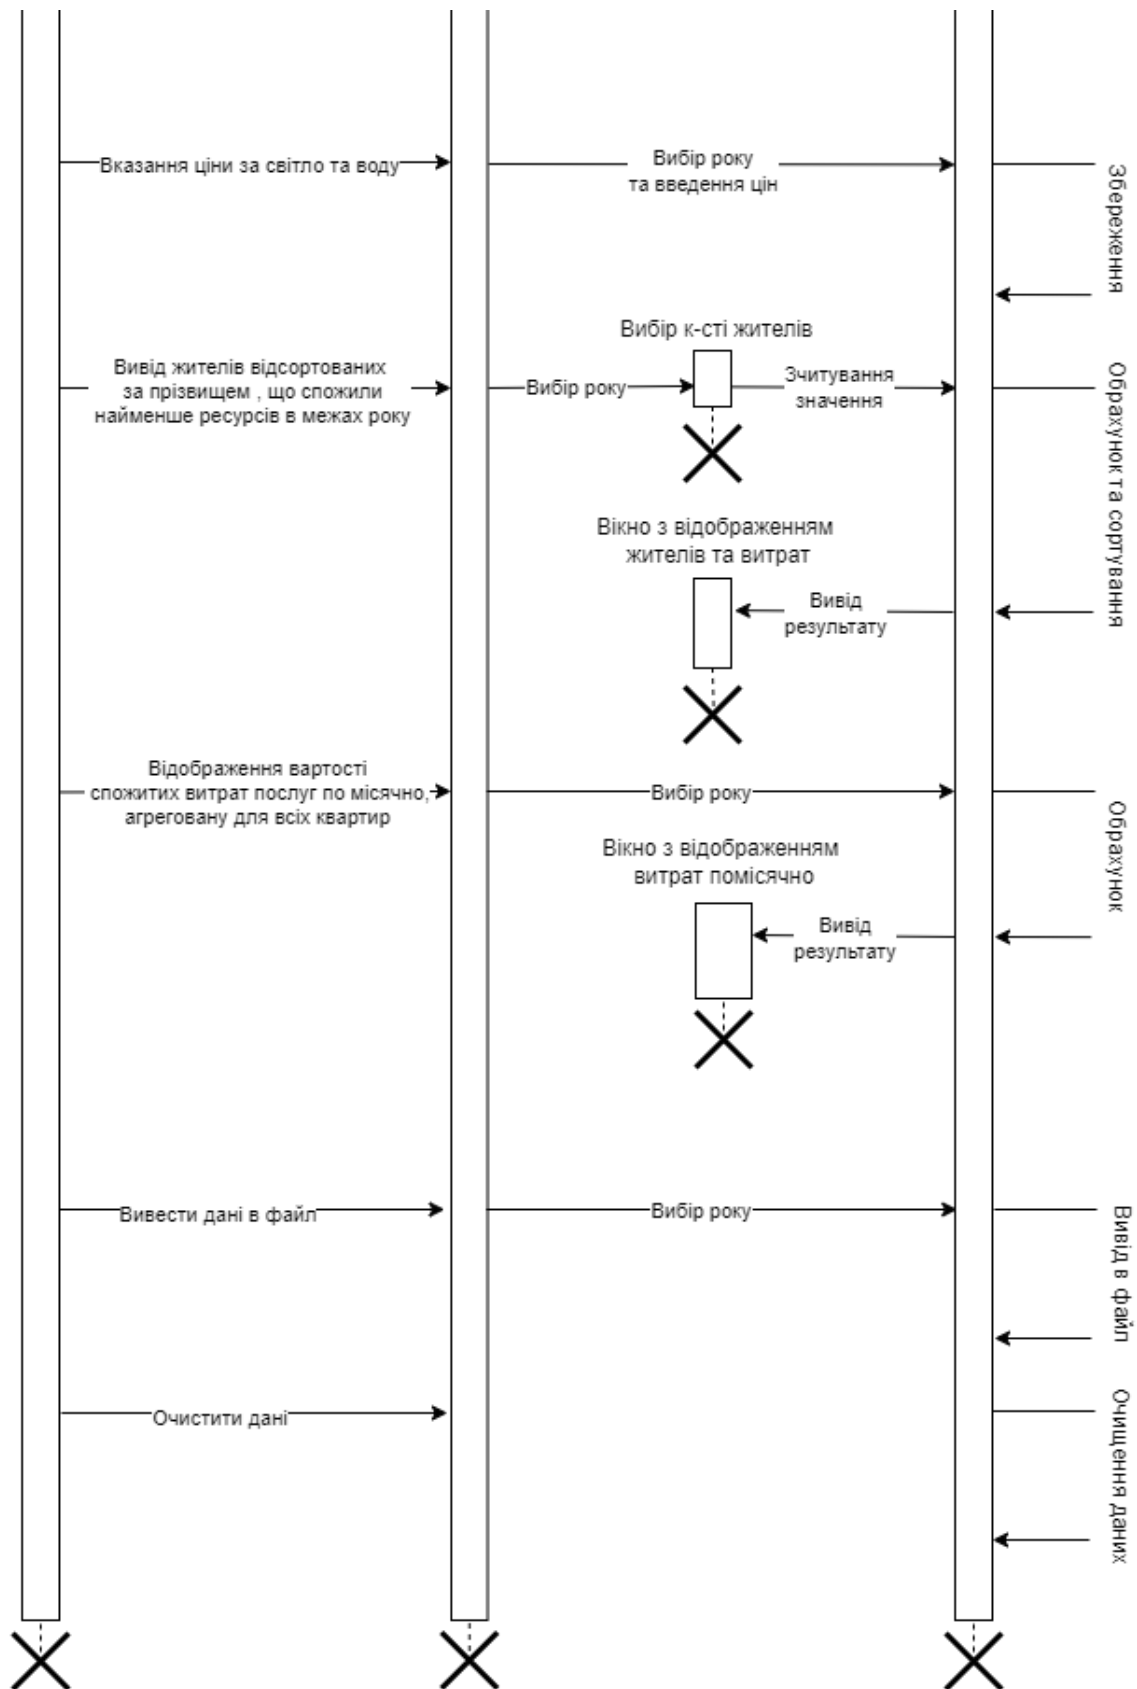 Вказання ціни за світло та воду
Вибір року
та введення цін
Збереження
Вибір к-сті жителів
Вивід жителів відсортованих
за прізвищем , що спожили
найменше ресурсів в межах року
Вибір року
Зчитування
значення
Обрахунок та сортування
Вікно з відображенням
жителів та витрат
Вивід
результату
Відображення вартості
спожитих витрат послуг по місячно,
агреговану для всіх квартир
Вибір року
Обрахунок
Вікно з відображенням
витрат помісячно
Вивід
результату
Вивести дані в файл
Вибір року
Вивід в файл
Очистити дані
Очищення даних